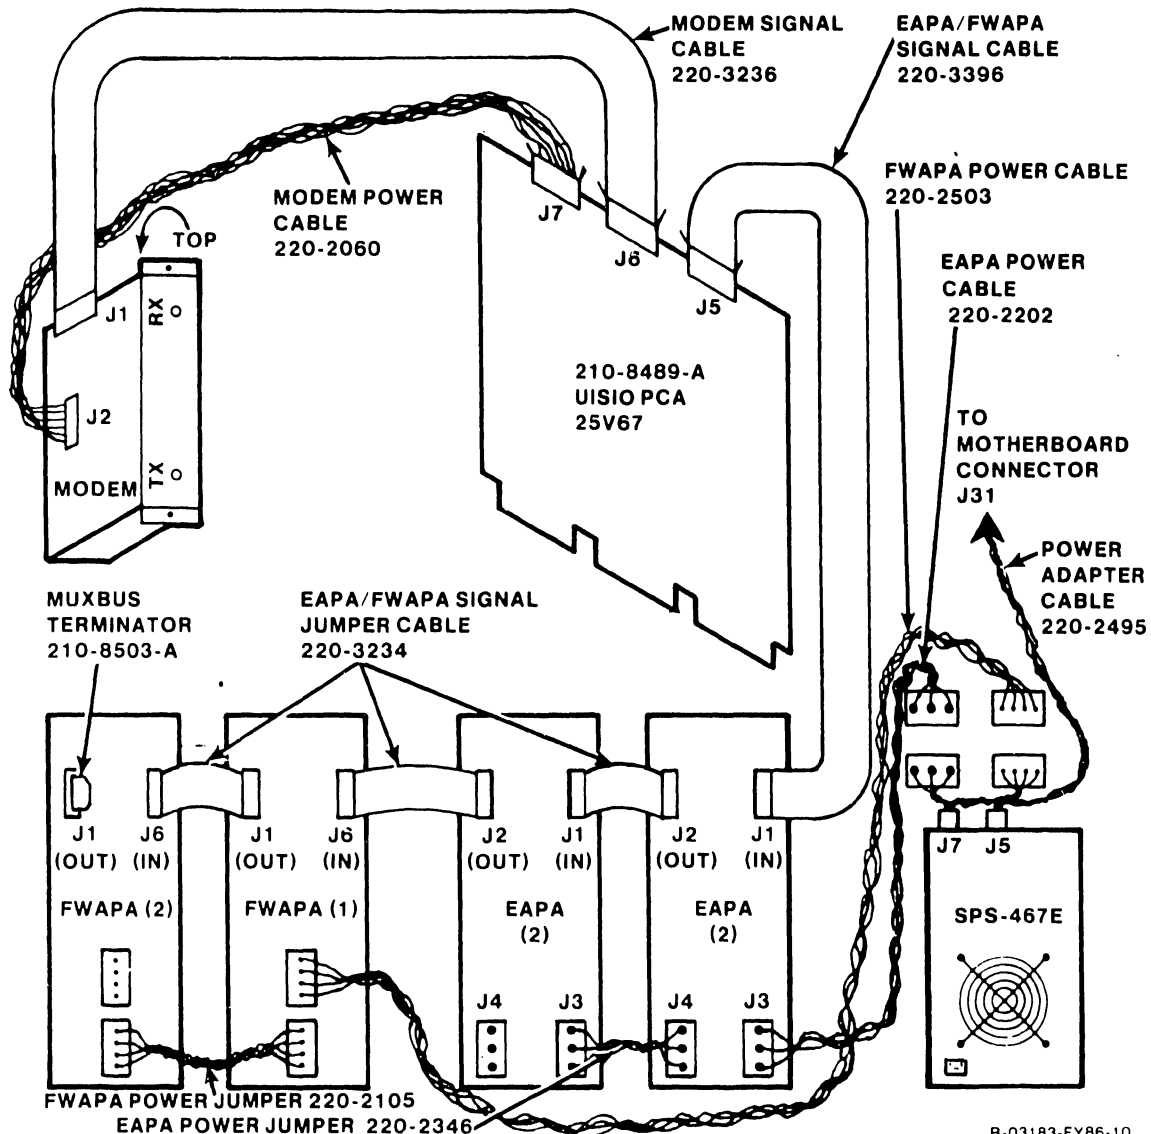 MODEM SIGNAL
CABLE
220-3236
EAPA/FWAPA
SIGNAL CABLE
220-3396
FWAPA POWER CABLE
220-2503
MODEM POWER
CABLE
220-2060
TOP
J7
J6
J5
EAPA POWER
CABLE
220-2202
J1
RX
J2
TX
MODEM
210-8489-A
UISIO PCA
25V67
TO
MOTHERBOARD
CONNECTOR
J31
POWER
ADAPTER
CABLE
220-2495
MUXBUS
TERMINATOR
210-8503-A
EAPA/FWAPA SIGNAL
JUMPER CABLE
220-3234
J1 J6 J1 J6 J2 J1 J2 J1
(OUT) (IN) (OUT) (IN) (OUT) (IN) (OUT) (IN)
J7 J5
FWAPA (2)
FWAPA (1)
EAPA
(2)
EAPA
(2)
SPS-467E
J4 J3 J4 J3
FWAPA POWER JUMPER 220-2105
EAPA POWER JUMPER 220-2346
B-03183-FY86-10